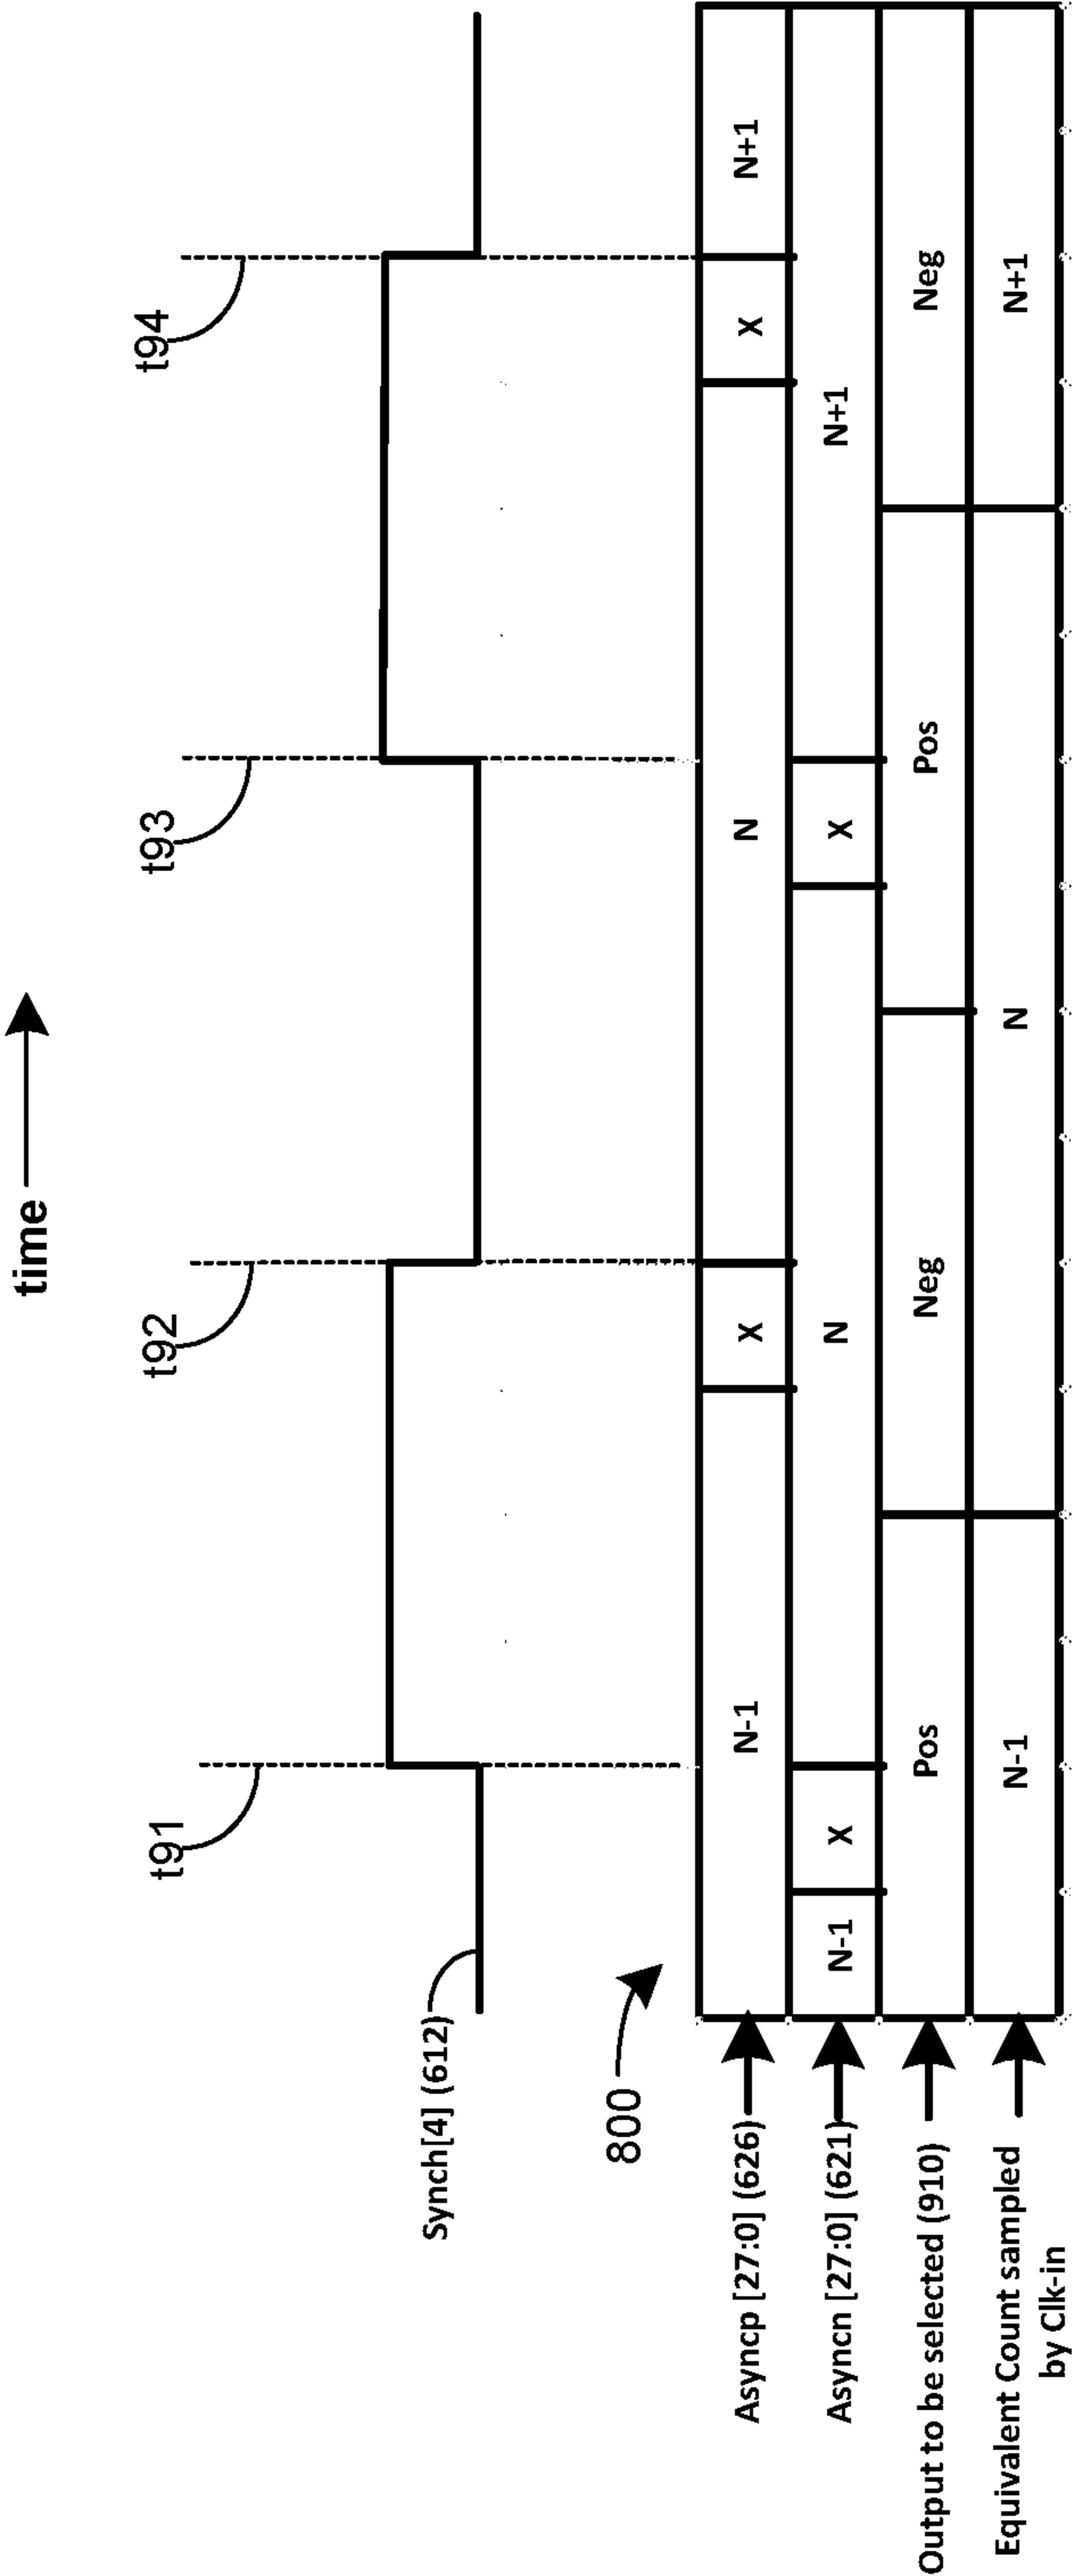 time
t91
t92
t93
t94
Synch[4] (612)
800
Asyncp [27:0] (626)
N-1
X
N
X
N+1
Asyncn [27:0] (621)
N-1
X
N
X
N+1
Output to be selected (910)
Pos
Neg
Pos
Neg
Equivalent Count sampled
by Clk-in
N-1
N
N+1